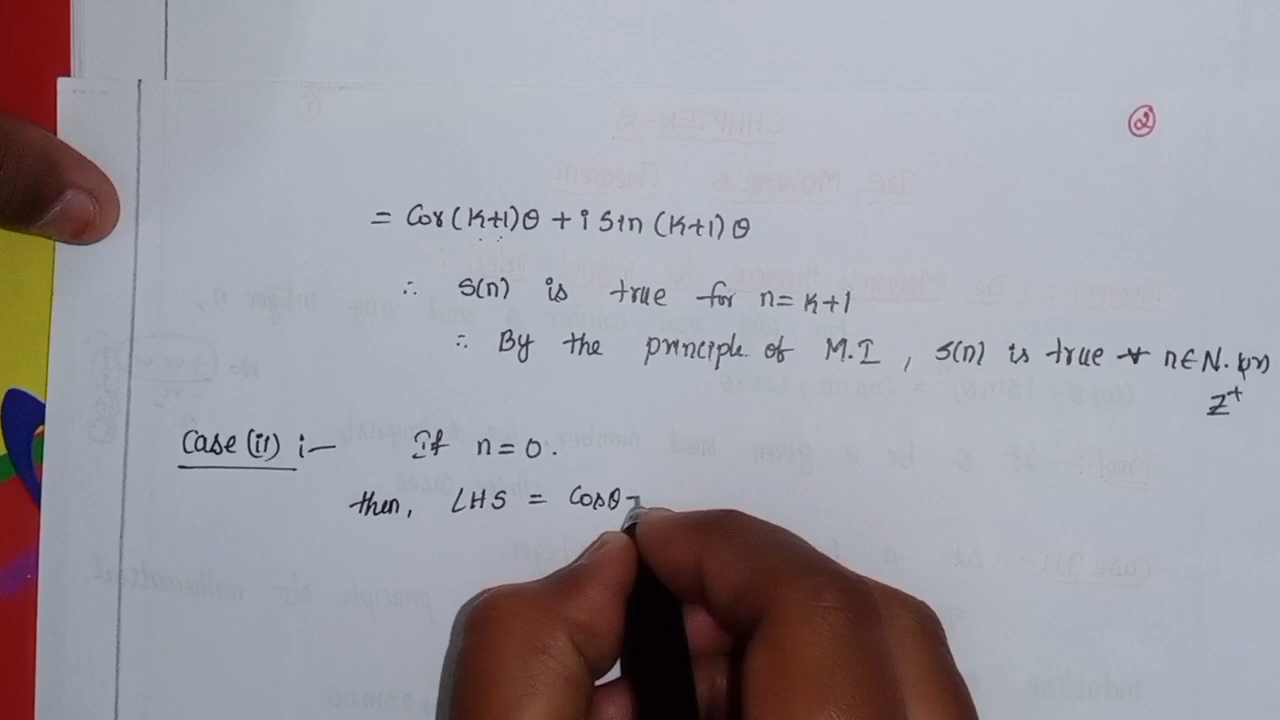 ②
= Cos(K+1)θ + i Sin (K+1) θ
∴ S(n) is true for n = K+1
∴ By the principle of M.I , S(n) is true ∀ n∈N. (or)
Z⁺
Case (ii) :- If n = 0.
then, LHS = Cosθ